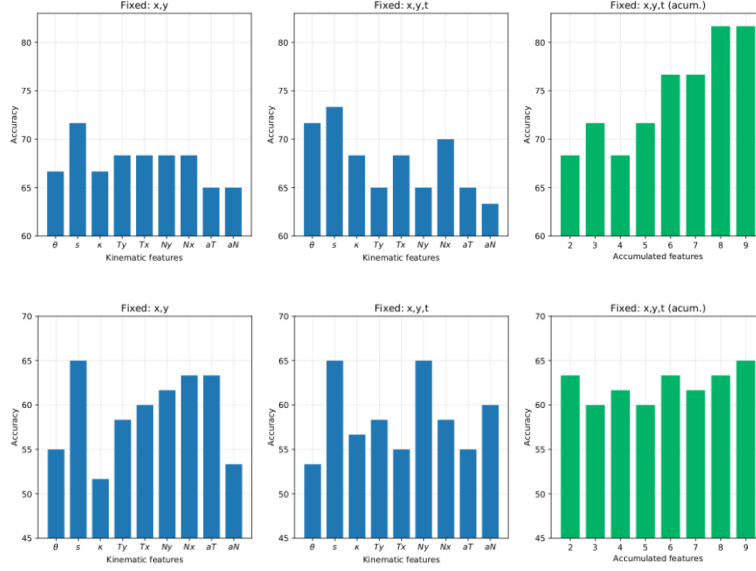 Fixed: x,y
Accuracy
80
75
70
65
60
θ s κ Ty Tx Ny Nx aT aN
Kinematic features
Fixed: x,y,t
Accuracy
80
75
70
65
60
θ s κ Ty Tx Ny Nx aT aN
Kinematic features
Fixed: x,y,t (acum.)
Accuracy
80
75
70
65
60
2 3 4 5 6 7 8 9
Accumulated features
Fixed: x,y
Accuracy
70
65
60
55
50
45
θ s κ Ty Tx Ny Nx aT aN
Kinematic features
Fixed: x,y,t
Accuracy
70
65
60
55
50
45
θ s κ Ty Tx Ny Nx aT aN
Kinematic features
Fixed: x,y,t (acum.)
Accuracy
70
65
60
55
50
45
2 3 4 5 6 7 8 9
Accumulated features